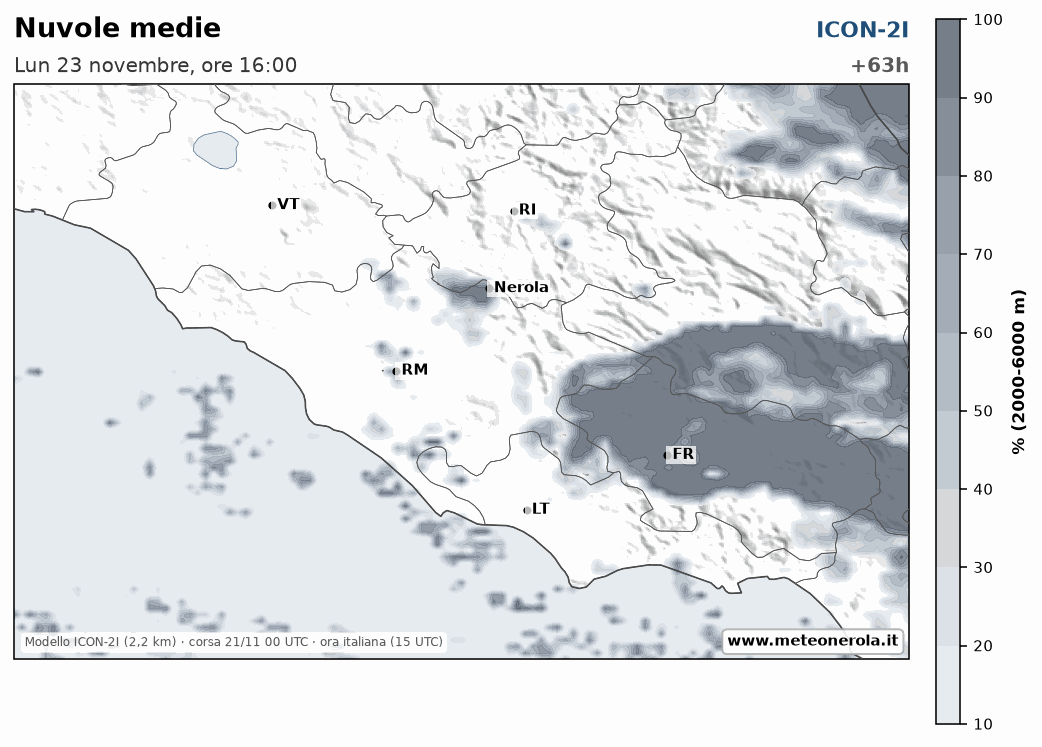 Nuvole medie
ICON-2I
Lun 23 novembre, ore 16:00
+63h
100
90
80
70
60
50
40
30
20
10
% (2000-6000 m)
VT
RI
Nerola
RM
FR
LT
Modello ICON-2I (2,2 km) · corsa 21/11 00 UTC · ora italiana (15 UTC)
www.meteonerola.it